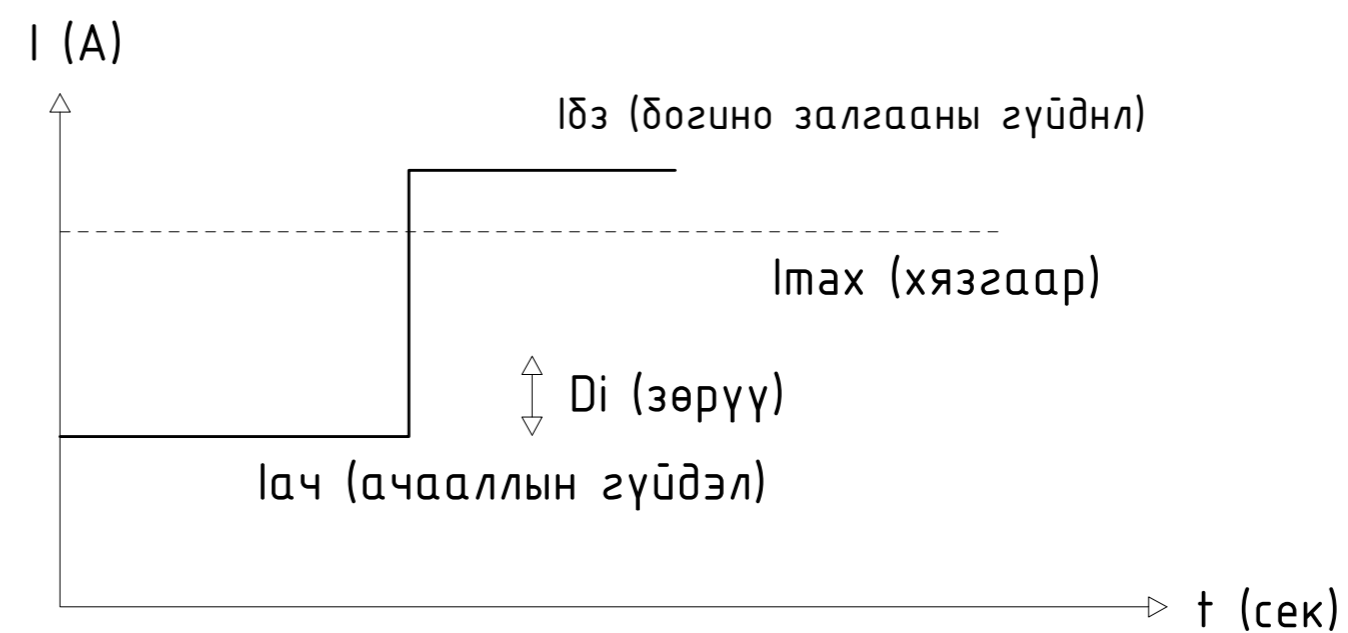 I (A)
Iбз (богино залгааны гүйднл)
Imax (хязгаар)
Di (зөрүү)
Iач (ачааллын гүйдэл)
t (сек)